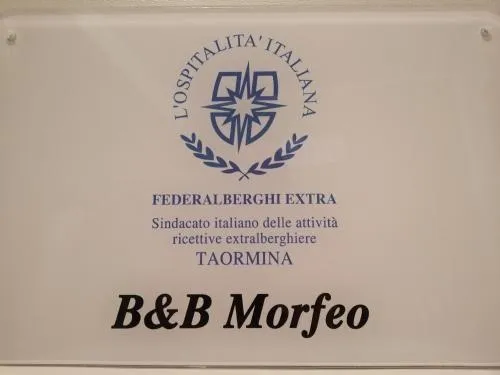 L'OSPITALITA' ITALIANA
FEDERALBERGHI EXTRA
Sindacato italiano delle attività
ricettive extralberghiere
TAORMINA
B&B Morfeo